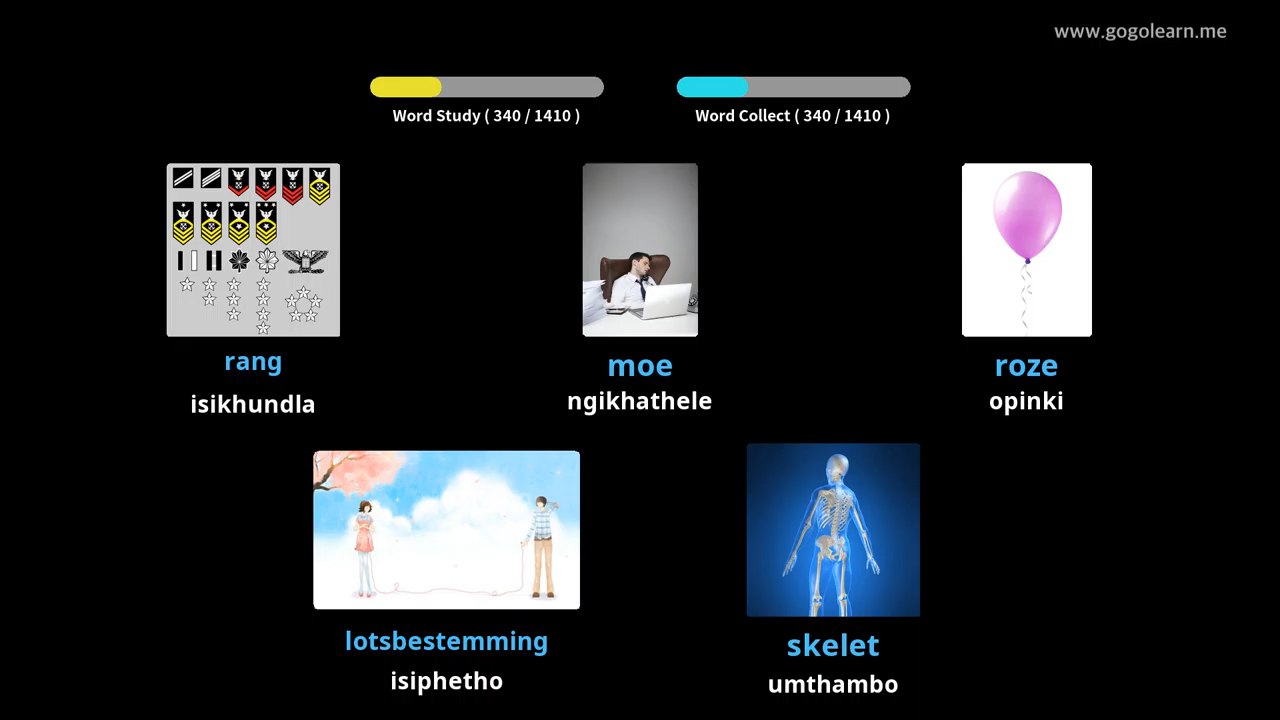 www.gogolearn.me
Word Study ( 340 / 1410 )
Word Collect ( 340 / 1410 )
rang
isikhundla
moe
ngikhathele
roze
opinki
lotsbestemming
isiphetho
skelet
umthambo